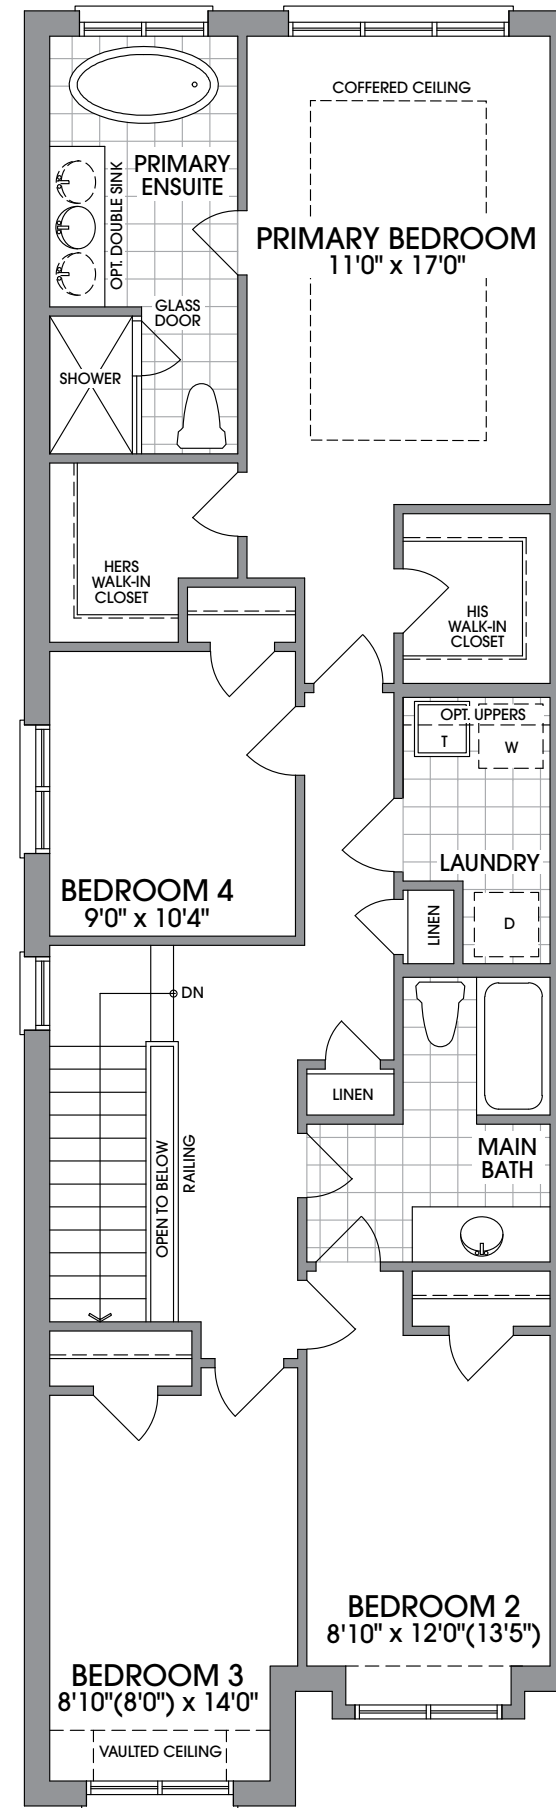 COFFERED CEILING
PRIMARY
ENSUITE
OPT. DOUBLE SINK
PRIMARY BEDROOM
11'0" x 17'0"
GLASS
DOOR
SHOWER
HERS
WALK-IN
CLOSET
HIS
WALK-IN
CLOSET
OPT. UPPERS
T
W
LAUNDRY
BEDROOM 4
9'0" x 10'4"
LINEN
D
DN
LINEN
OPEN TO BELOW
RAILING
MAIN
BATH
BEDROOM 2
8'10" x 12'0"(13'5")
BEDROOM 3
8'10"(8'0") x 14'0"
VAULTED CEILING